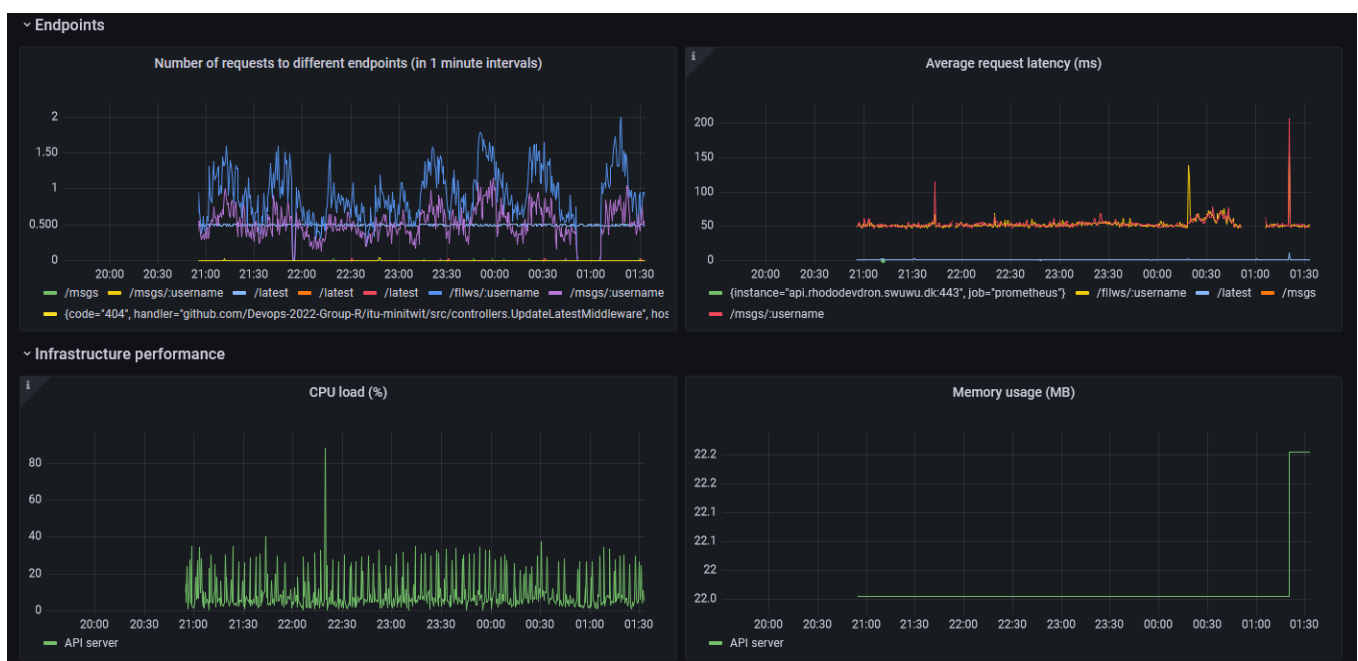 Endpoints
Number of requests to different endpoints (in 1 minute intervals)
2
1.50
1
0.500
0
20:00 20:30 21:00 21:30 22:00 22:30 23:00 23:30 00:00 00:30 01:00 01:30
/msgs /msgs/:username /latest /latest /latest /fllws/:username /msgs/:username
{code="404", handler="github.com/Devops-2022-Group-R/itu-minitwit/src/controllers.UpdateLatestMiddleware", hos
i
Average request latency (ms)
200
150
100
50
0
20:00 20:30 21:00 21:30 22:00 22:30 23:00 23:30 00:00 00:30 01:00 01:30
{instance="api.rhododevdron.swuwu.dk:443", job="prometheus"} /fllws/:username /latest /msgs
/msgs/:username
Infrastructure performance
i
CPU load (%)
80
60
40
20
0
20:00 20:30 21:00 21:30 22:00 22:30 23:00 23:30 00:00 00:30 01:00 01:30
API server
Memory usage (MB)
22.2
22.2
22.1
22.1
22
22.0
20:00 20:30 21:00 21:30 22:00 22:30 23:00 23:30 00:00 00:30 01:00 01:30
API server